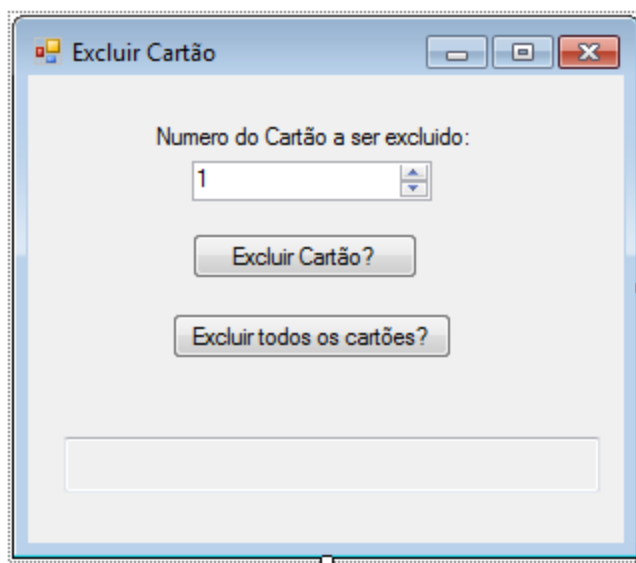 Excluir Cartão
Numero do Cartão a ser excluido:
1
Excluir Cartão?
Excluir todos os cartões?